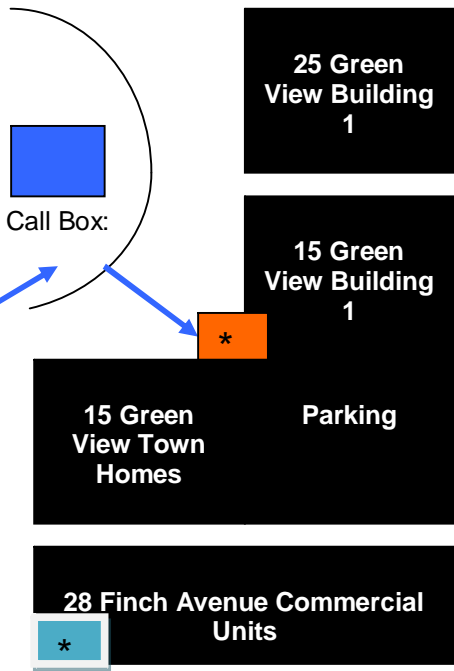 25 Green
View Building
1
Call Box:
15 Green
View Building
1
*
15 Green
View Town
Homes
Parking
28 Finch Avenue Commercial
Units
*